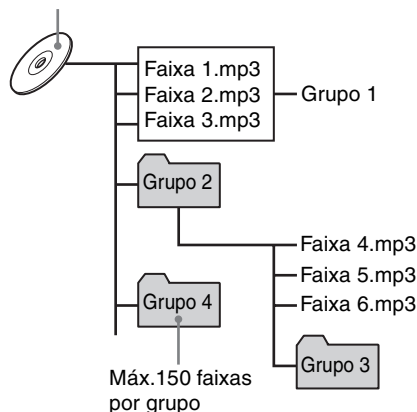 Faixa 1.mp3
Faixa 2.mp3
Faixa 3.mp3
Grupo 1
Grupo 2
Faixa 4.mp3
Faixa 5.mp3
Faixa 6.mp3
Grupo 3
Grupo 4
Máx.150 faixas
por grupo